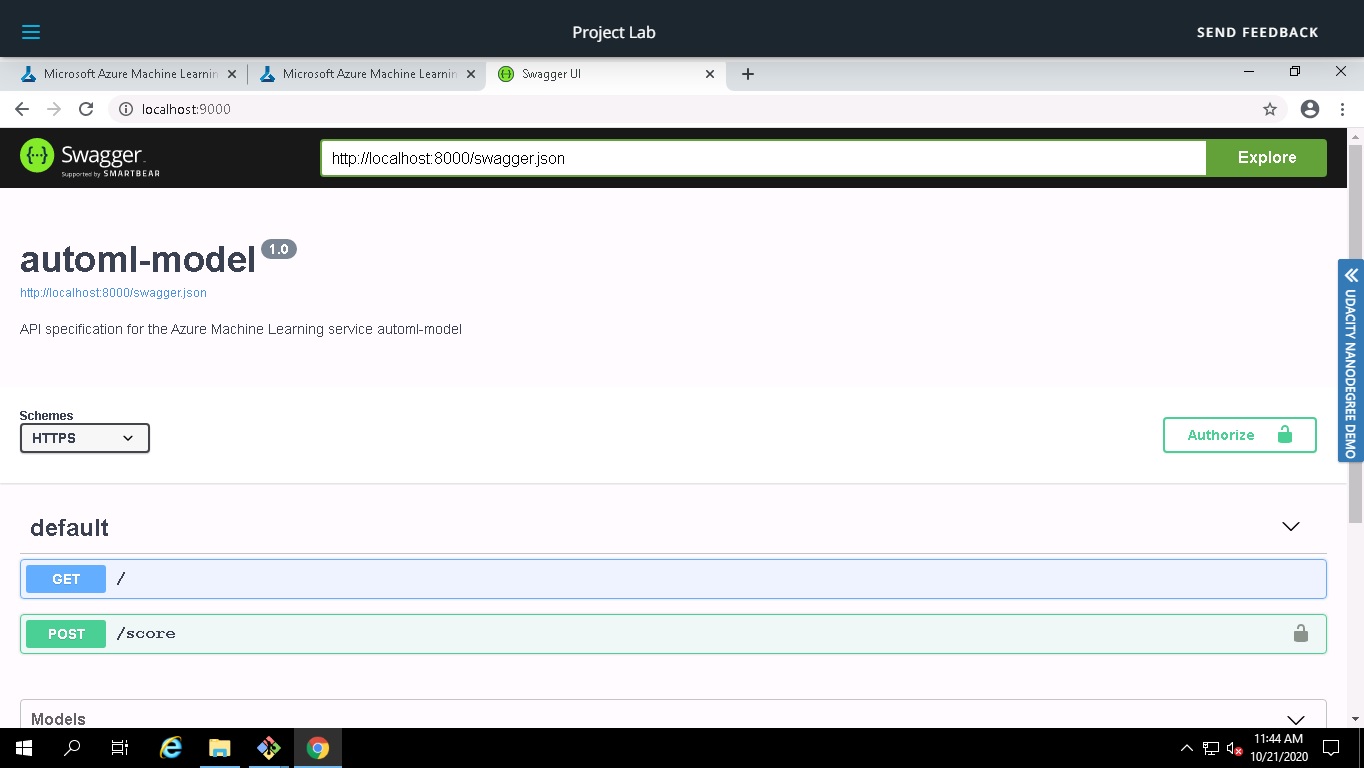 Project Lab
SEND FEEDBACK
Microsoft Azure Machine Learnin
Microsoft Azure Machine Learnin
Swagger UI
localhost:9000
Swagger
Supported by SMARTBEAR
http://localhost:8000/swagger.json
Explore
automl-model 1.0
http://localhost:8000/swagger.json
API specification for the Azure Machine Learning service automl-model
UDACITY NANODEGREE DEMO
Schemes
HTTPS
Authorize
default
GET /
POST /score
Models
11:44 AM
10/21/2020